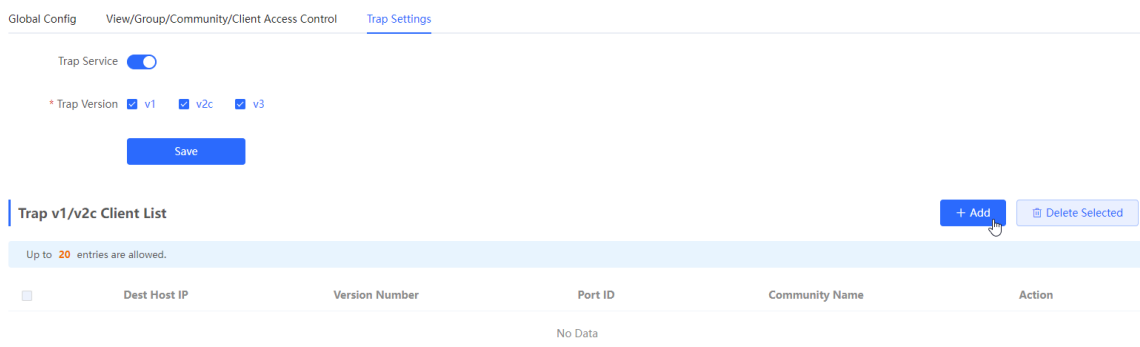 Global Config View/Group/Community/Client Access Control Trap Settings
Trap Service
* Trap Version v1 v2c v3
Save
Trap v1/v2c Client List + Add Delete Selected
Up to 20 entries are allowed.
Dest Host IP Version Number Port ID Community Name Action
No Data